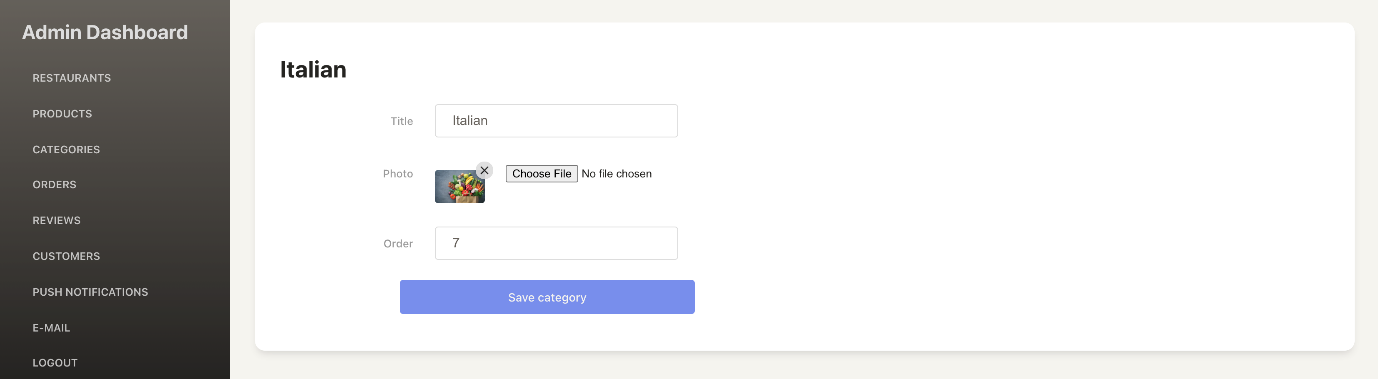 Admin Dashboard
RESTAURANTS
PRODUCTS
CATEGORIES
ORDERS
REVIEWS
CUSTOMERS
PUSH NOTIFICATIONS
E-MAIL
LOGOUT
Italian
Title Italian
Photo Choose File No file chosen
Order 7
Save category